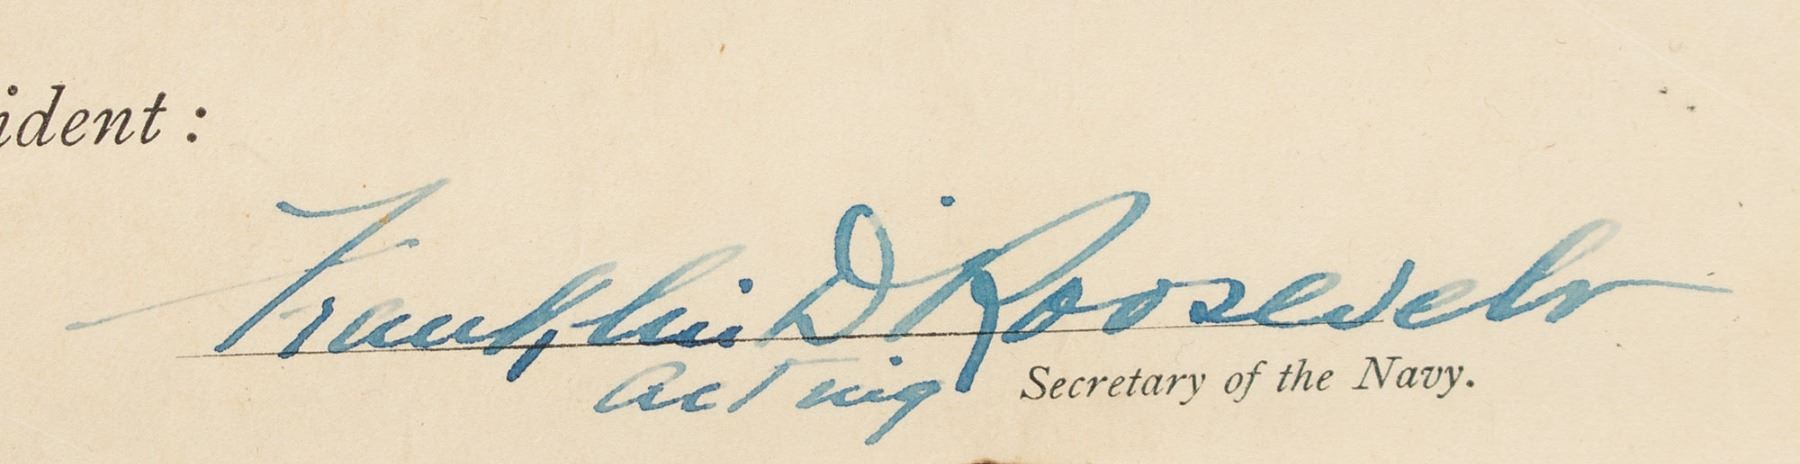 ident:
Franklin D Roosevelt
acting Secretary of the Navy.